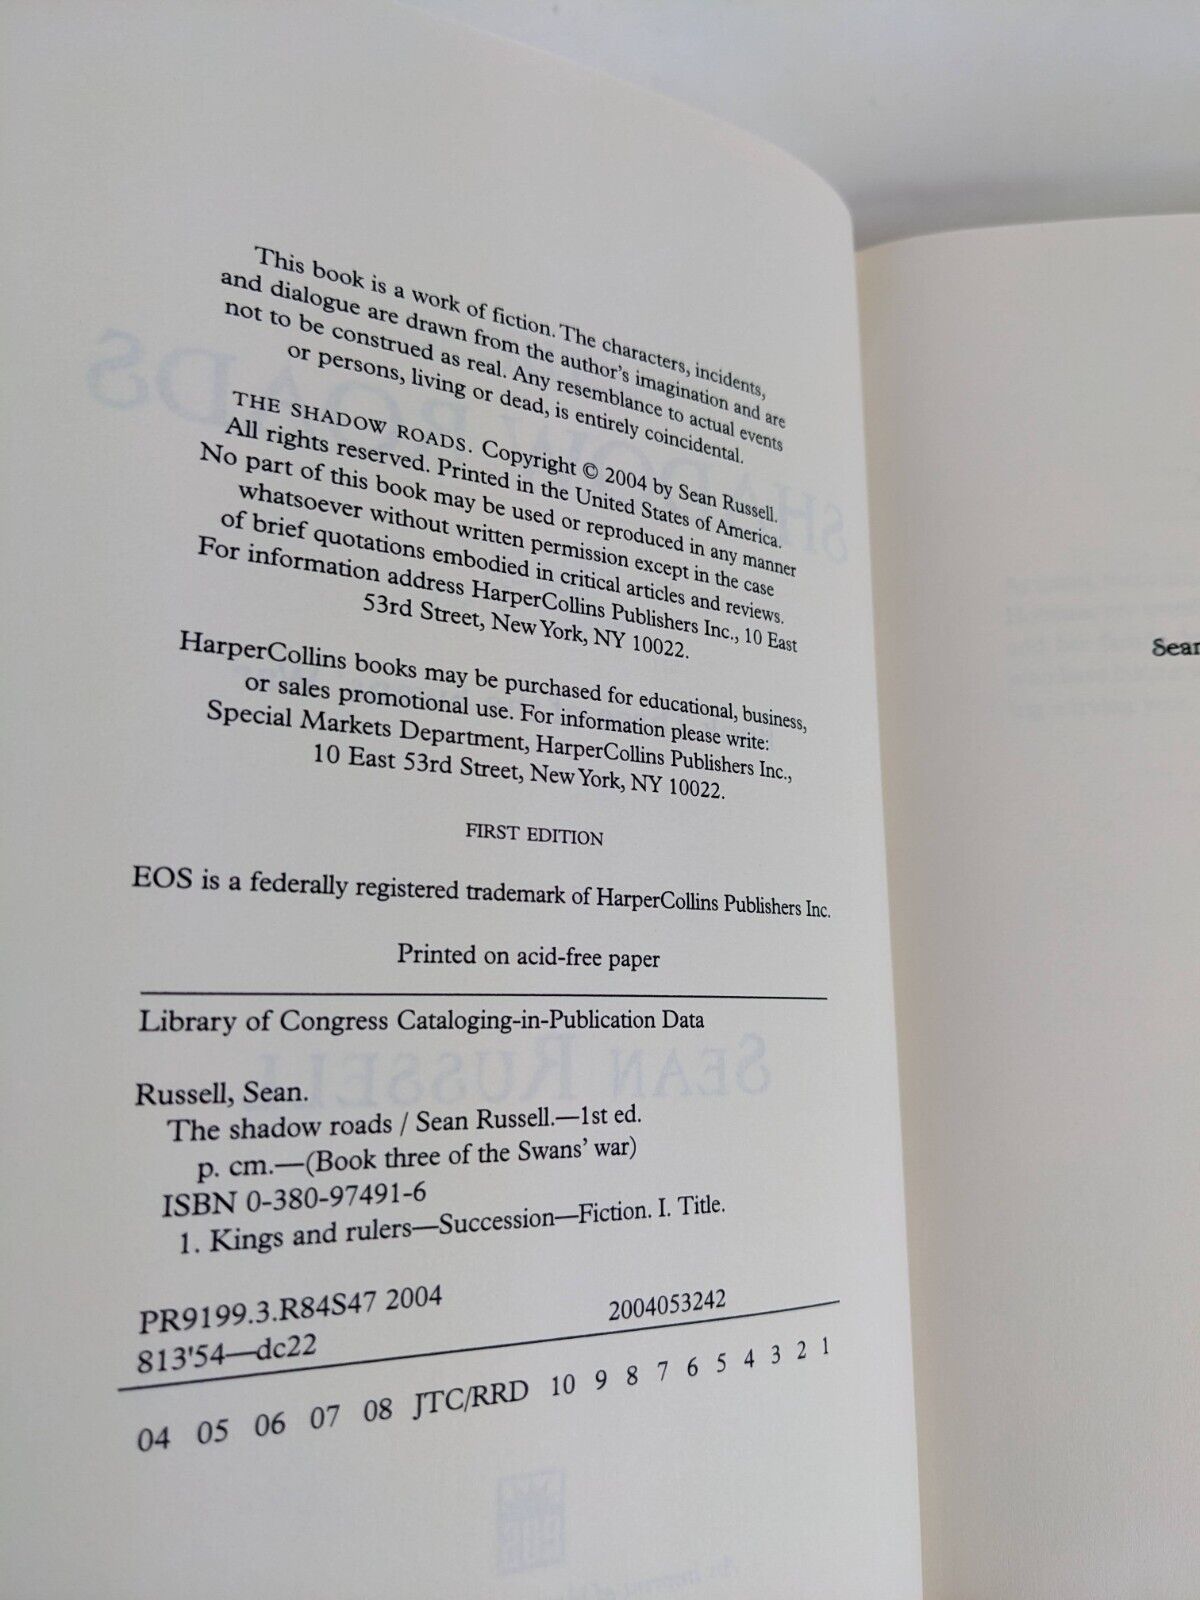 This book is a work of fiction. The characters, incidents,
and dialogue are drawn from the author's imagination and are
not to be construed as real. Any resemblance to actual events
or persons, living or dead, is entirely coincidental.
THE SHADOW ROADS. Copyright © 2004 by Sean Russell.
All rights reserved. Printed in the United States of America.
No part of this book may be used or reproduced in any manner
whatsoever without written permission except in the case
of brief quotations embodied in critical articles and reviews.
For information address HarperCollins Publishers Inc., 10 East
53rd Street, New York, NY 10022.
HarperCollins books may be purchased for educational, business,
or sales promotional use. For information please write:
Special Markets Department, HarperCollins Publishers Inc.,
10 East 53rd Street, New York, NY 10022.
FIRST EDITION
EOS is a federally registered trademark of HarperCollins Publishers Inc.
Printed on acid-free paper
Library of Congress Cataloging-in-Publication Data
Russell, Sean.
The shadow roads / Sean Russell.—1st ed.
p. cm.—(Book three of the Swans' war)
ISBN 0-380-97491-6
1. Kings and rulers—Succession—Fiction. I. Title.
PR9199.3.R84S47 2004
813'54—dc22
2004053242
04 05 06 07 08 JTC/RRD 10 9 8 7 6 5 4 3 2 1
Sean